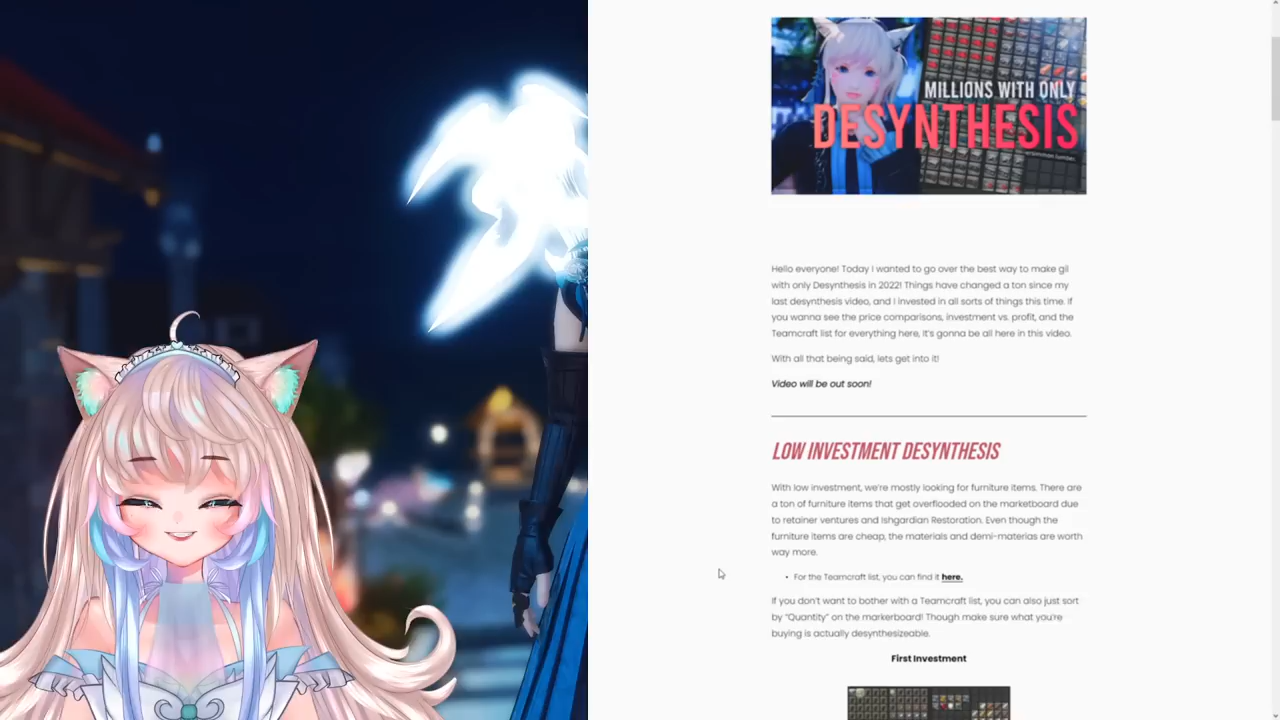 MILLIONS WITH ONLY
DESYNTHESIS
Hello everyone! Today I wanted to go over the best way to make gil
with only Desynthesis in 2022! Things have changed a ton since my
last desynthesis video, and I invested in all sorts of things this time. If
you wanna see the price comparisons, investment vs. profit, and the
Teamcraft list for everything here, it's gonna be all here in this video.
With all that being said, lets get into it!
Video will be out soon!
LOW INVESTMENT DESYNTHESIS
With low investment, we're mostly looking for furniture items. There are
a ton of furniture items that get overflooded on the marketboard due
to retainer ventures and Ishgardian Restoration. Even though the
furniture items are cheap, the materials and demi-materias are worth
way more.
• For the Teamcraft list, you can find it here.
If you don't want to bother with a Teamcraft list, you can also just sort
by "Quantity" on the markerboard! Though make sure what you're
buying is actually desynthesizeable.
First Investment